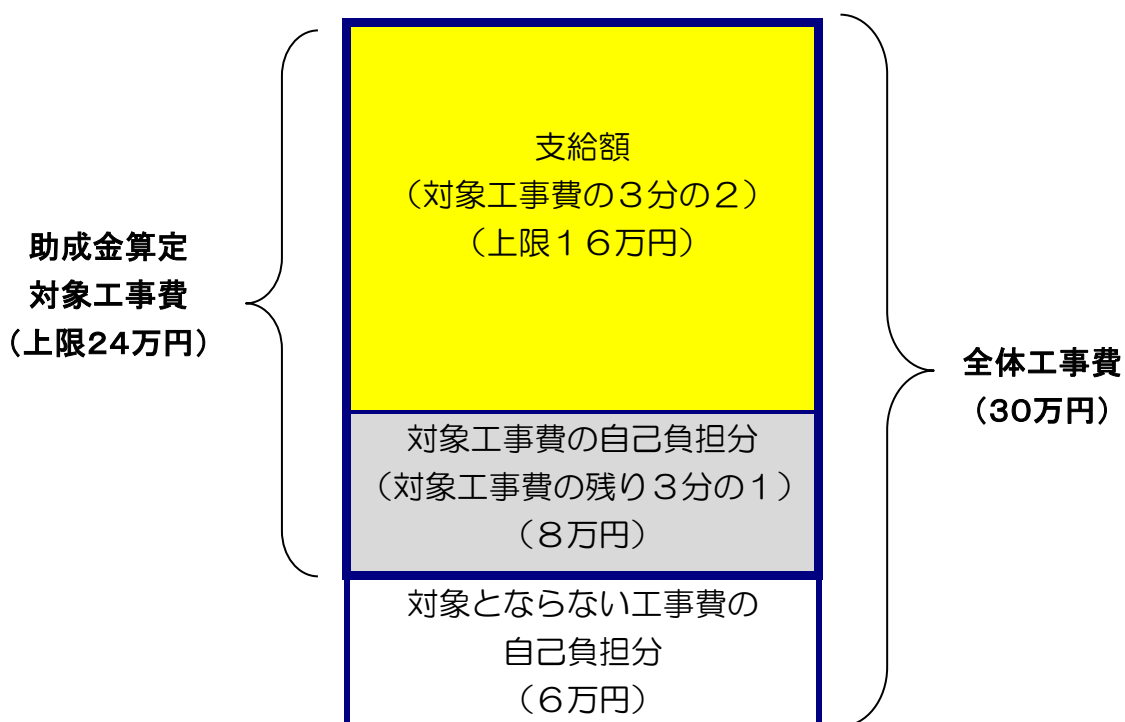 助成金算定
対象工事費
（上限24万円）
支給額
（対象工事費の３分の２）
（上限１６万円）
対象工事費の自己負担分
（対象工事費の残り３分の１）
（８万円）
対象とならない工事費の
自己負担分
（６万円）
全体工事費
（30万円）